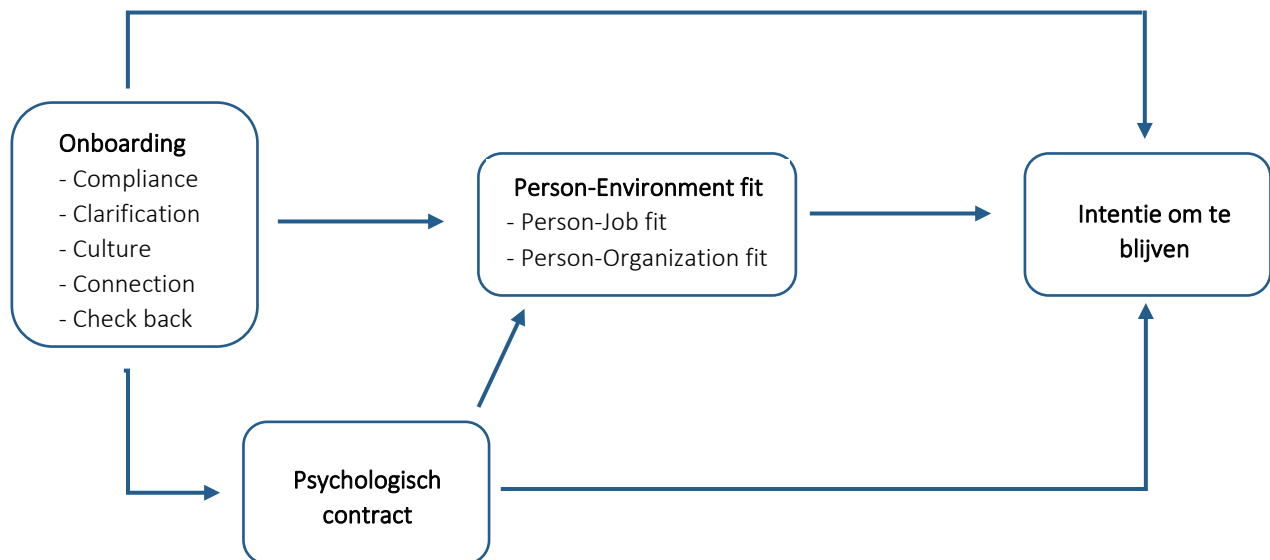 Onboarding
- Compliance
- Clarification
- Culture
- Connection
- Check back
Person-Environment fit
- Person-Job fit
- Person-Organization fit
Intentie om te
blijven
Psychologisch
contract